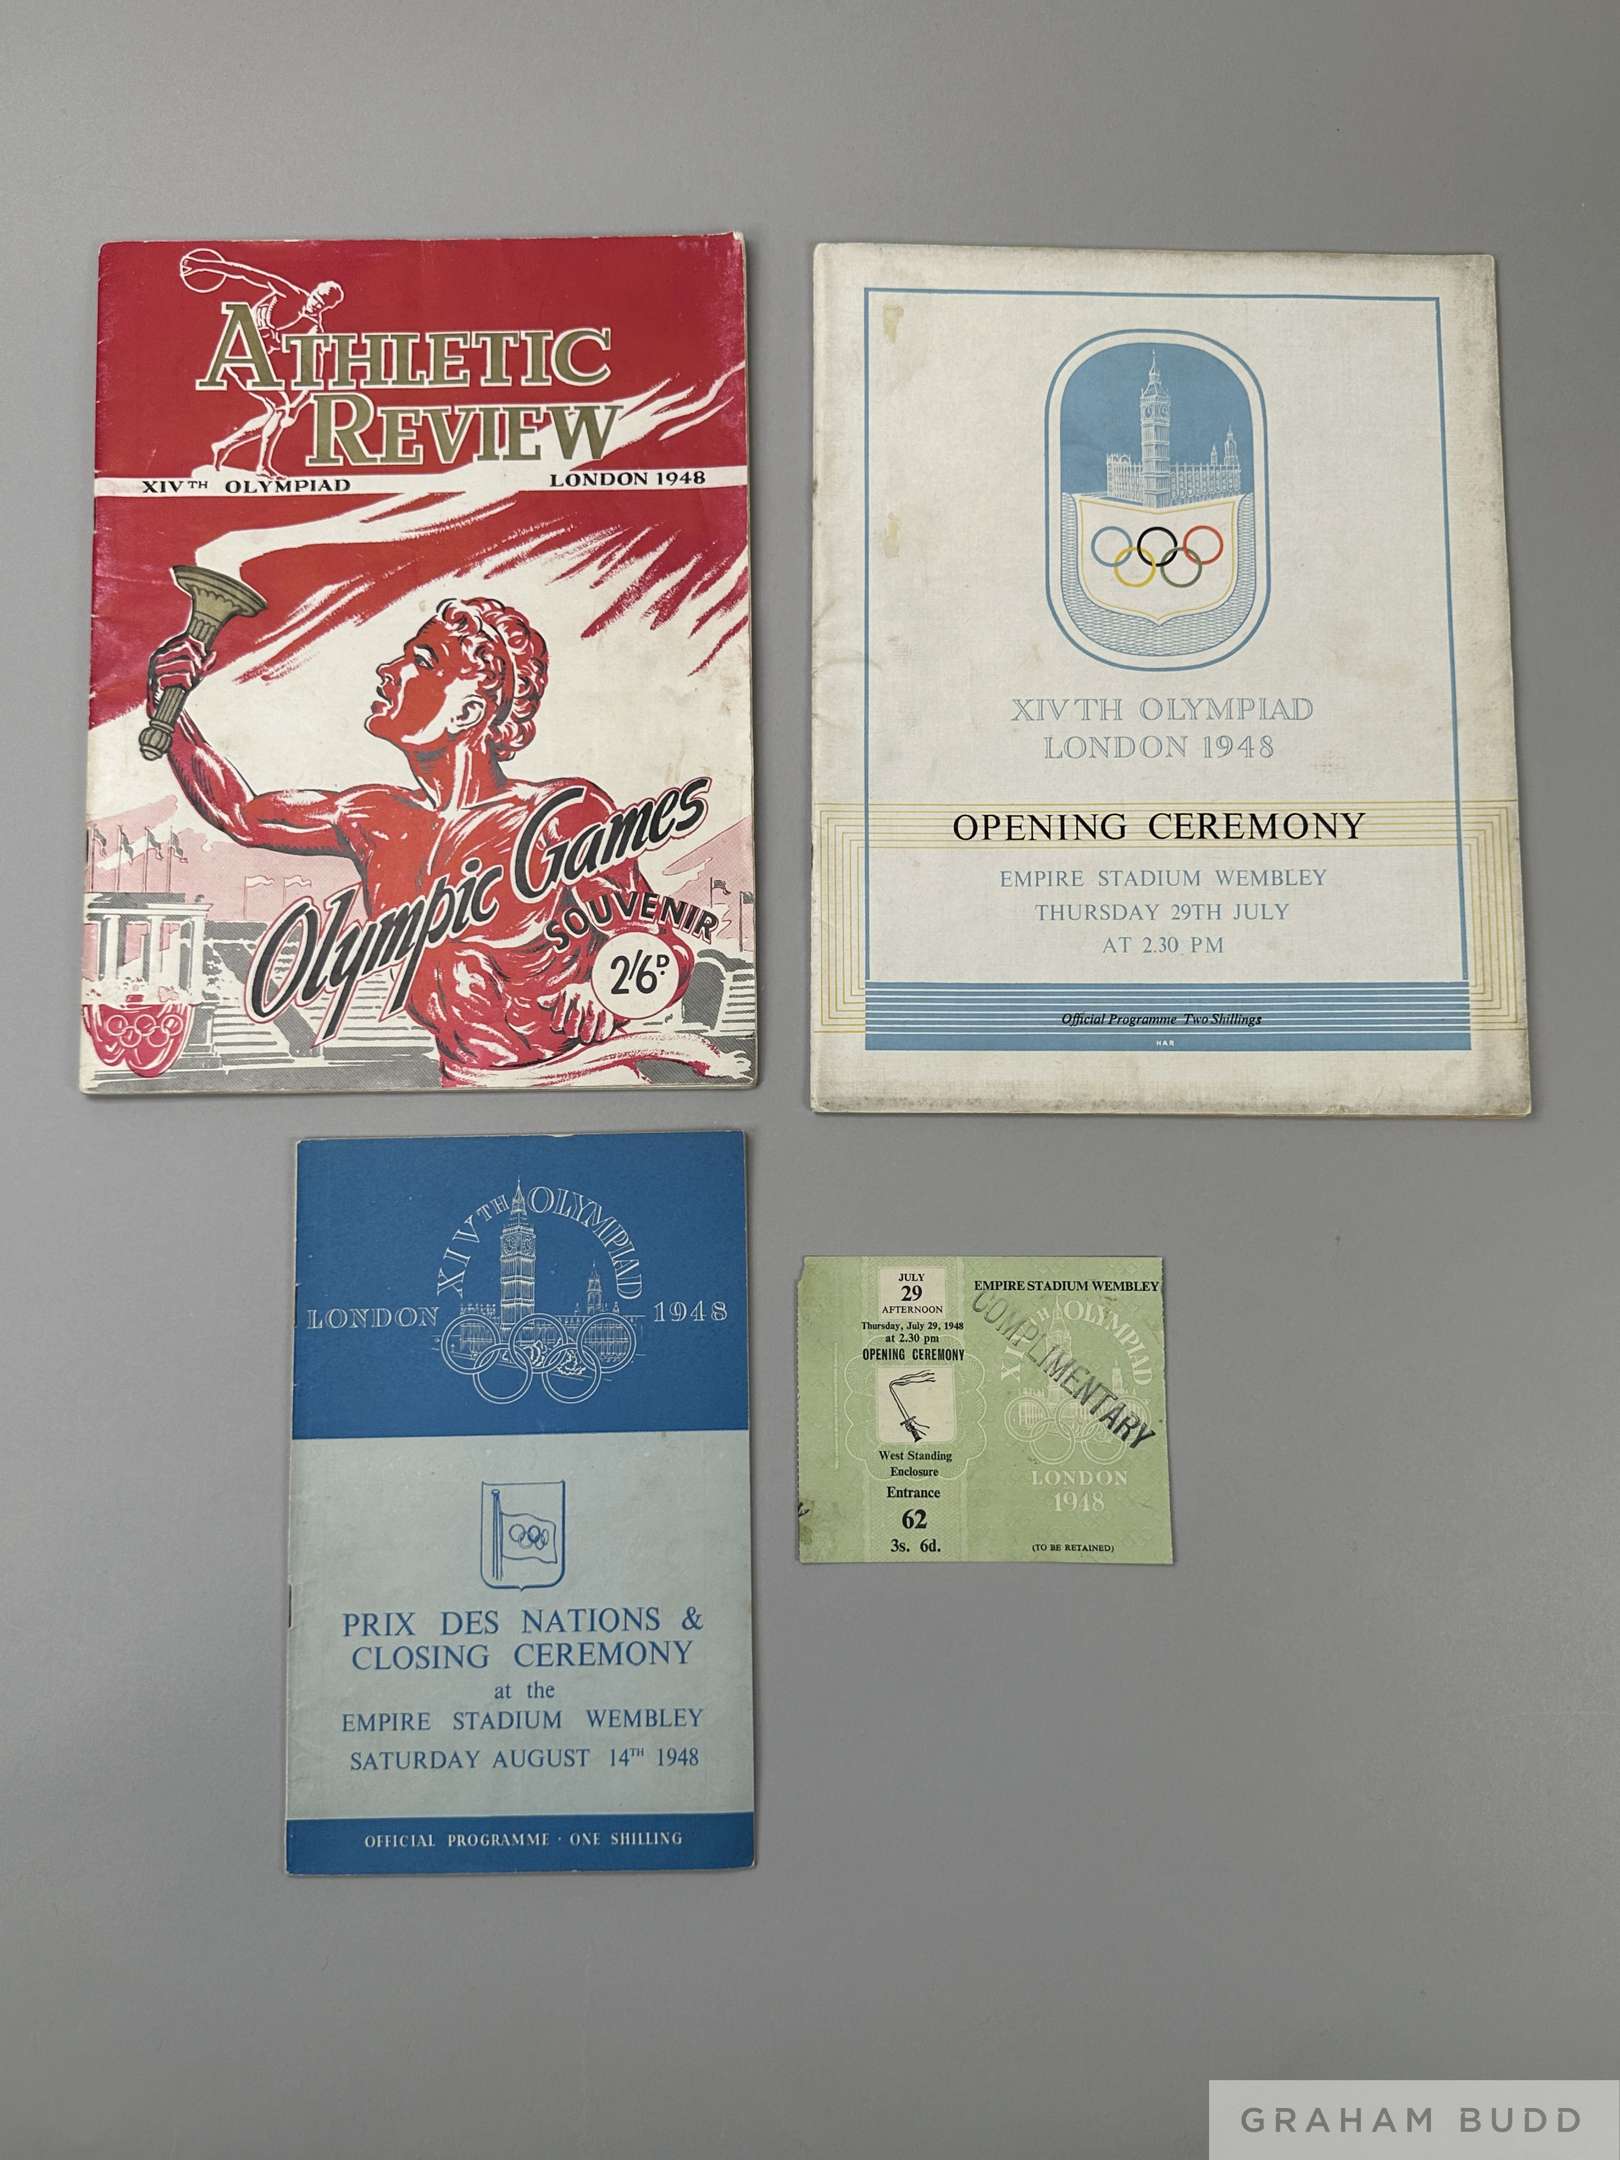 ATHLETIC
REVIEW
XIVTH OLYMPIAD LONDON 1948
Olympic Games
SOUVENIR
2/6D.
XIVTH OLYMPIAD
LONDON 1948
OPENING CEREMONY
EMPIRE STADIUM WEMBLEY
THURSDAY 29TH JULY
AT 2.30 PM
Official Programme Two Shillings
HAR
XIVTH OLYMPIAD
LONDON 1948
PRIX DES NATIONS &
CLOSING CEREMONY
at the
EMPIRE STADIUM WEMBLEY
SATURDAY AUGUST 14TH 1948
OFFICIAL PROGRAMME · ONE SHILLING
JULY
29
AFTERNOON
Thursday, July 29, 1948
at 2.30 pm
OPENING CEREMONY
West Standing
Enclosure
Entrance
62
3s. 6d.
EMPIRE STADIUM WEMBLEY
COMPLIMENTARY
XIVTH OLYMPIAD
LONDON
1948
(TO BE RETAINED)
GRAHAM BUDD